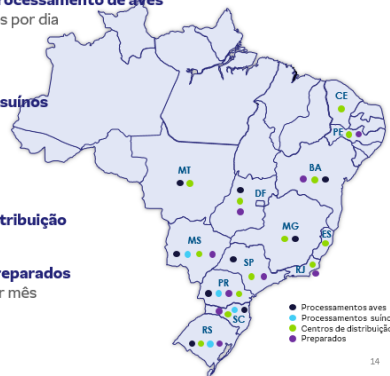 rocessamento de aves
s por dia
suínos
tribuição
reparados
r mês
CE
PE
BA
MT
DF
MG
ES
MS
SP
RJ
PR
SC
RS
Processamentos aves
Processamentos suíno
Centros de distribuição
Preparados
14